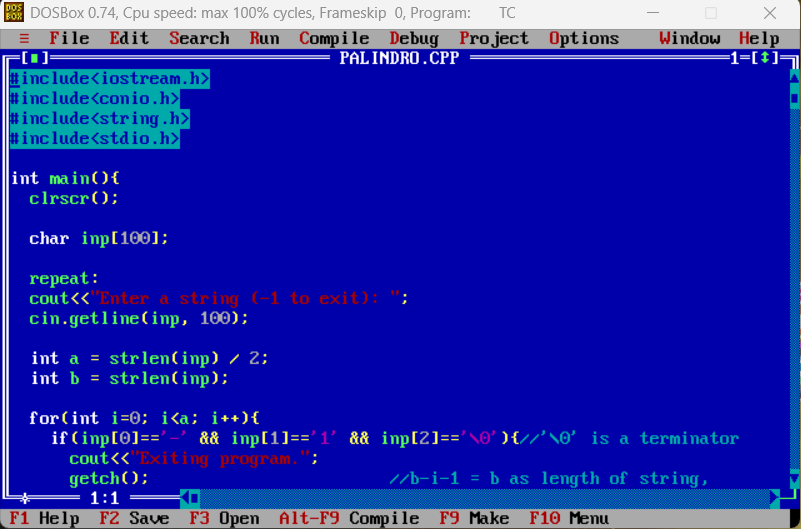 DOSBox 0.74, Cpu speed: max 100% cycles, Frameskip 0, Program: TC
≡ File Edit Search Run Compile Debug Project Options Window Help
[■] PALINDRO.CPP 1=[↕]
#include<iostream.h>
#include<conio.h>
#include<string.h>
#include<stdio.h>
int main(){
clrscr();
char inp[100];
repeat:
cout<<"Enter a string (-1 to exit): ";
cin.getline(inp, 100);
int a = strlen(inp) / 2;
int b = strlen(inp);
for(int i=0; i<a; i++){
if(inp[0]=='-' && inp[1]=='1' && inp[2]=='\0'){//'\0' is a terminator
cout<<"Exiting program.";
getch(); //b-i-1 = b as length of string,
1:1
F1 Help F2 Save F3 Open Alt-F9 Compile F9 Make F10 Menu